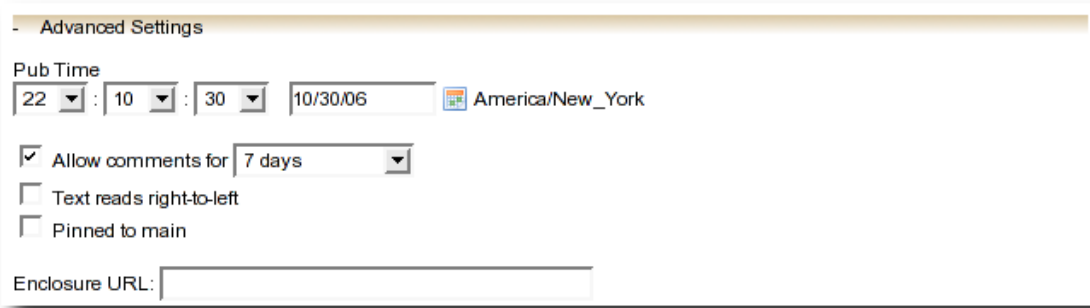 - Advanced Settings
Pub Time
22 : 10 : 30 10/30/06 America/New_York
Allow comments for 7 days
Text reads right-to-left
Pinned to main
Enclosure URL: